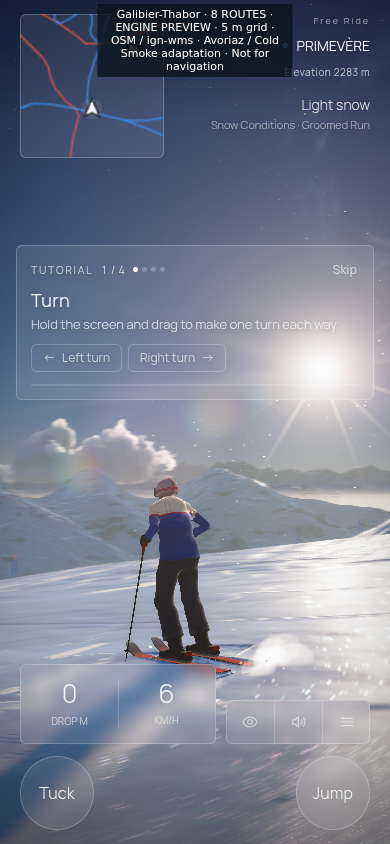 Galibier-Thabor · 8 ROUTES ·
ENGINE PREVIEW · 5 m grid ·
OSM / ign-wms · Avoriaz / Cold
Smoke adaptation · Not for
navigation
Free Ride
PRIMEVÈRE
Elevation 2283 m
Light snow
Snow Conditions · Groomed Run
TUTORIAL 1 / 4
Skip
Turn
Hold the screen and drag to make one turn each way
← Left turn
Right turn →
0
DROP M
6
KM/H
Tuck
Jump